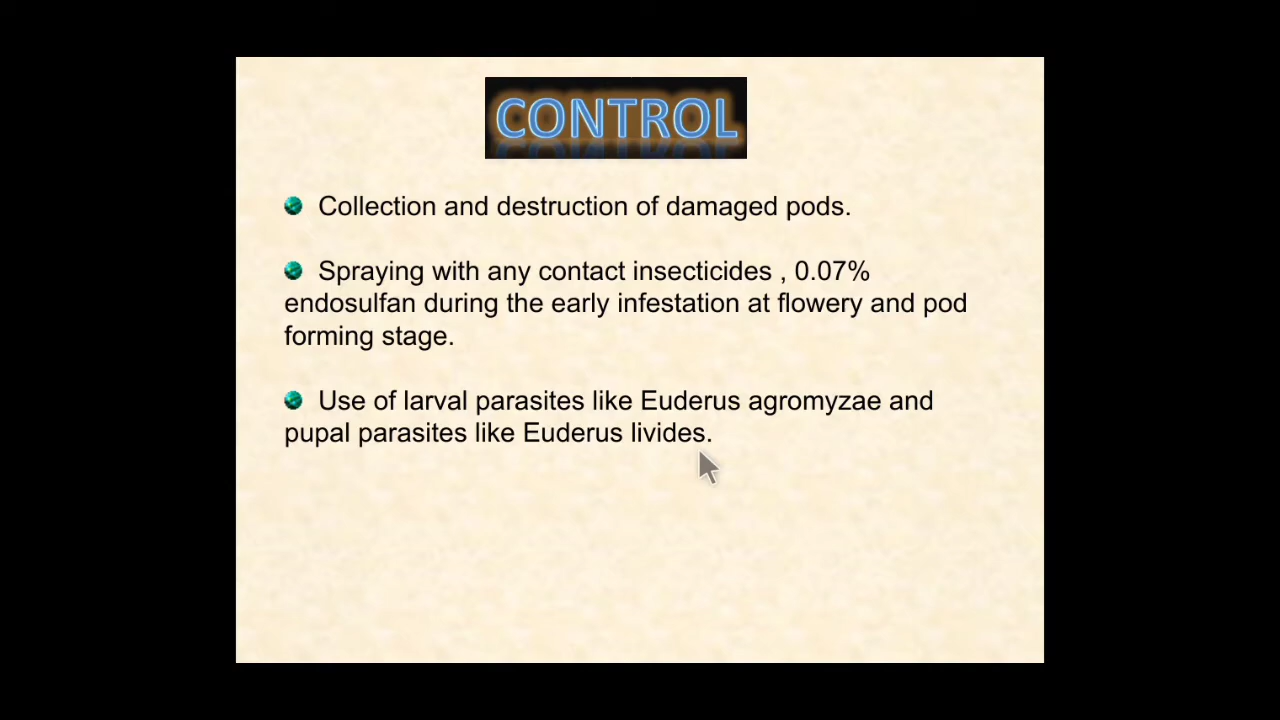 CONTROL
Collection and destruction of damaged pods.
Spraying with any contact insecticides , 0.07%
endosulfan during the early infestation at flowery and pod
forming stage.
Use of larval parasites like Euderus agromyzae and
pupal parasites like Euderus livides.